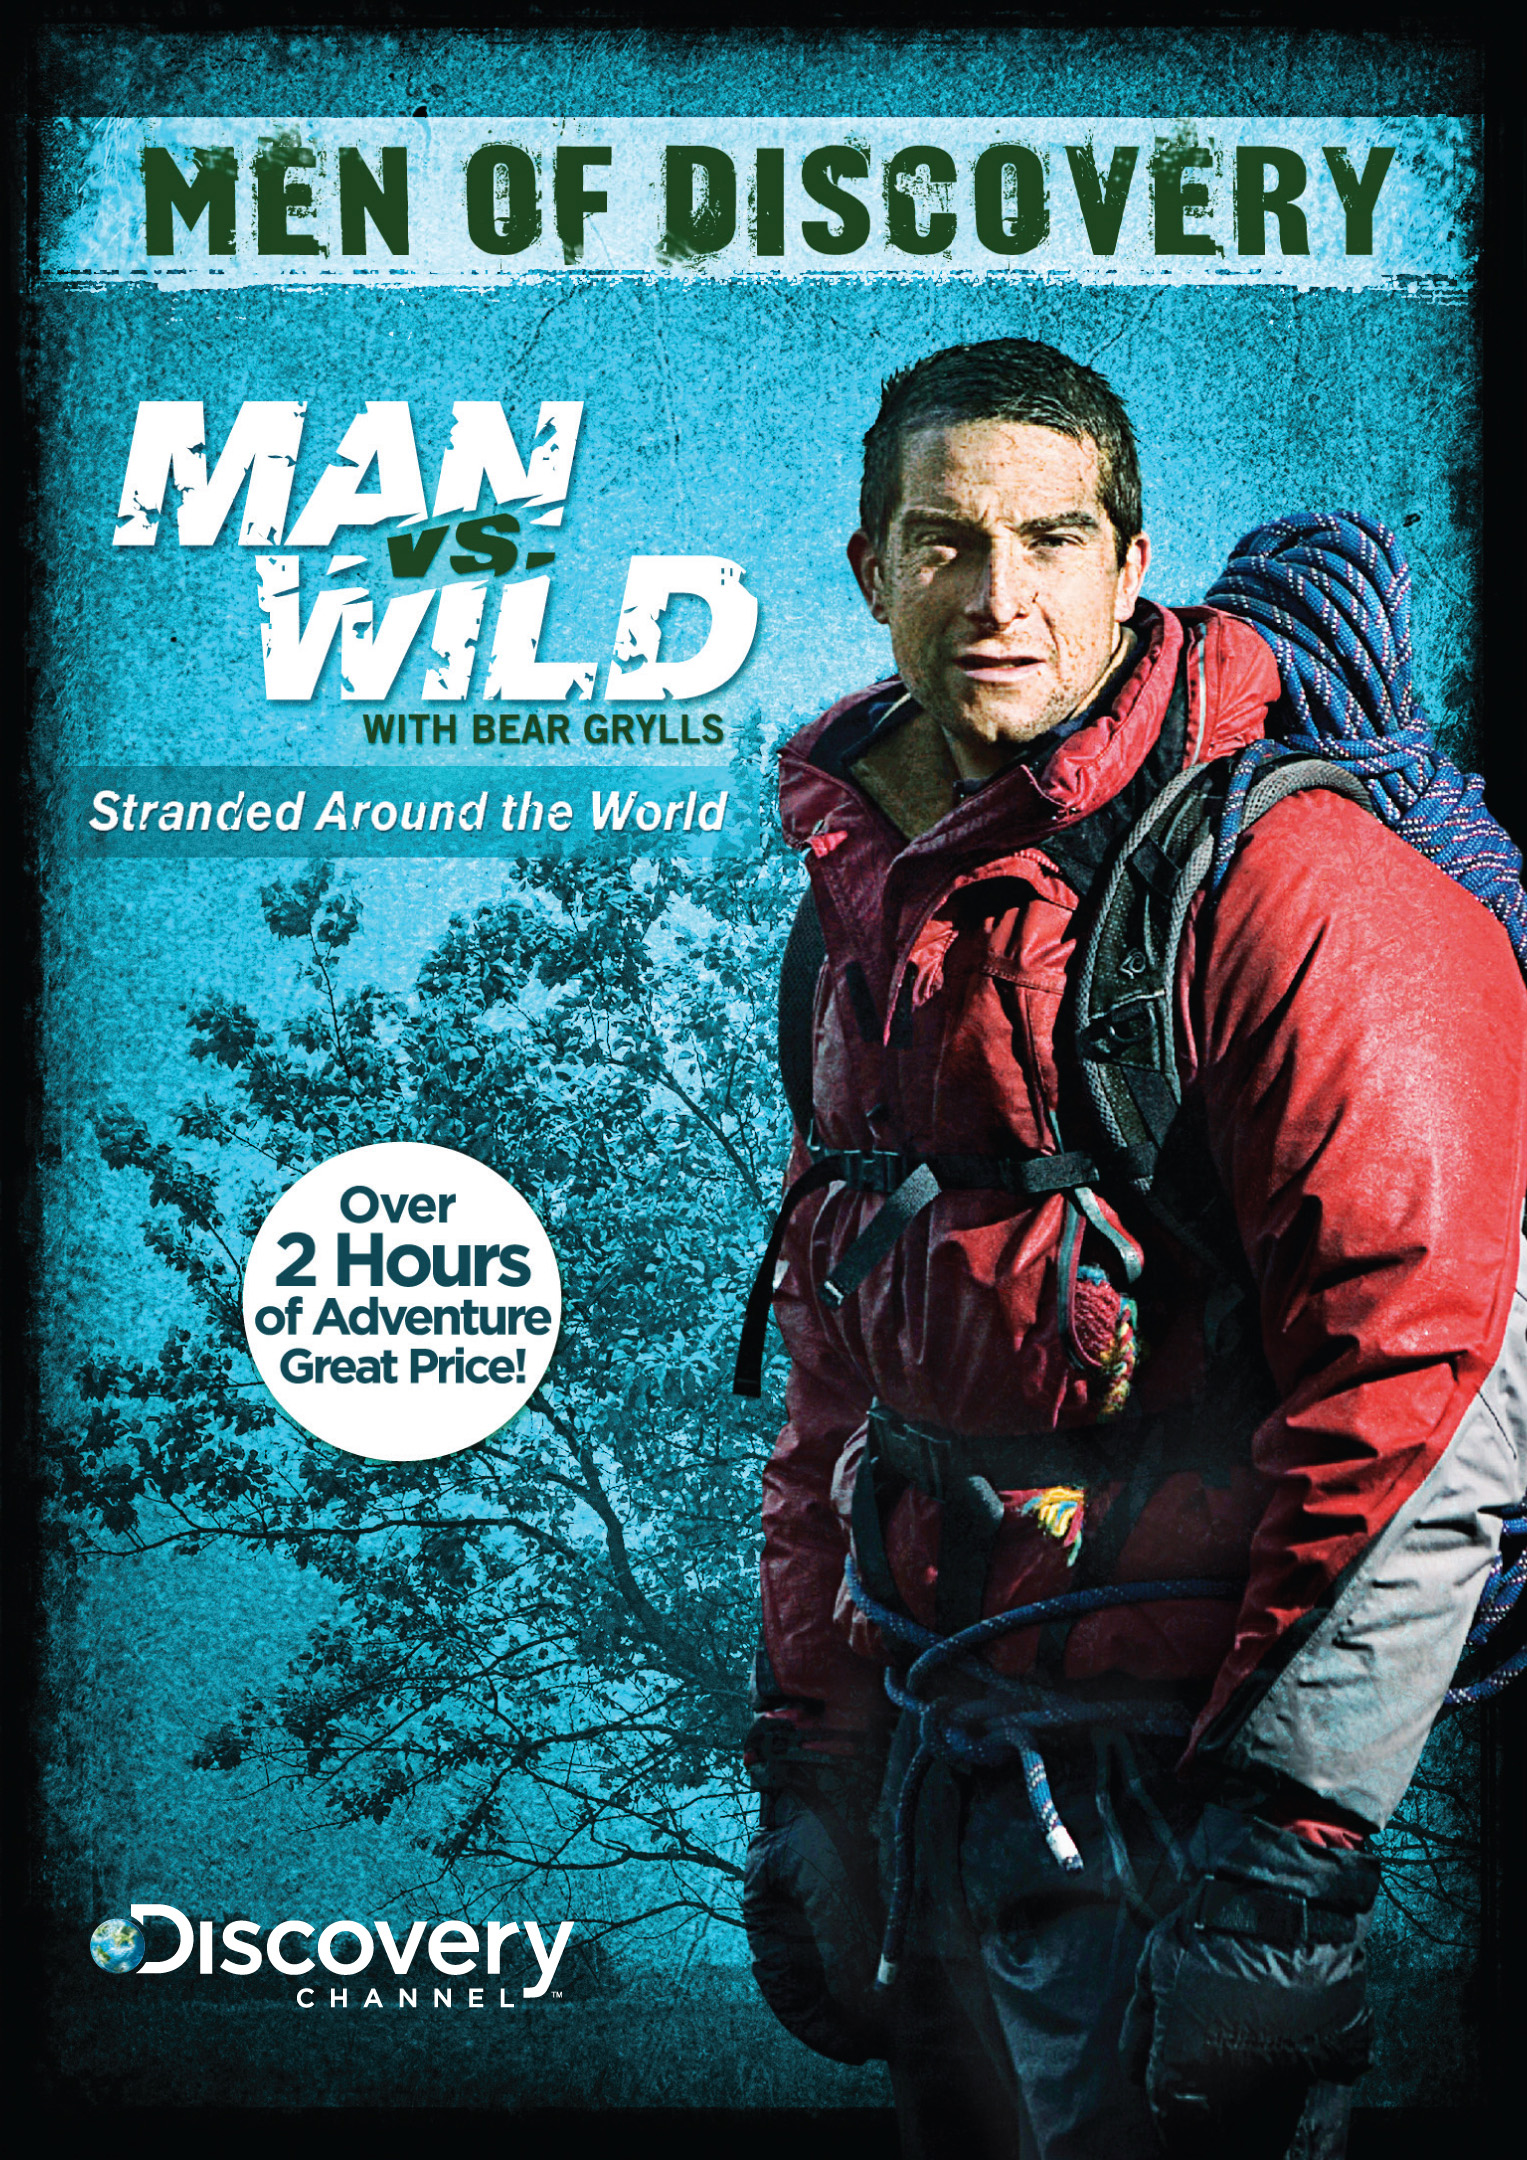 MEN OF DISCOVERY
MAN
VS.
WILD
WITH BEAR GRYLLS
Stranded Around the World
Over
2 Hours
of Adventure
Great Price!
Discovery
CHANNEL™